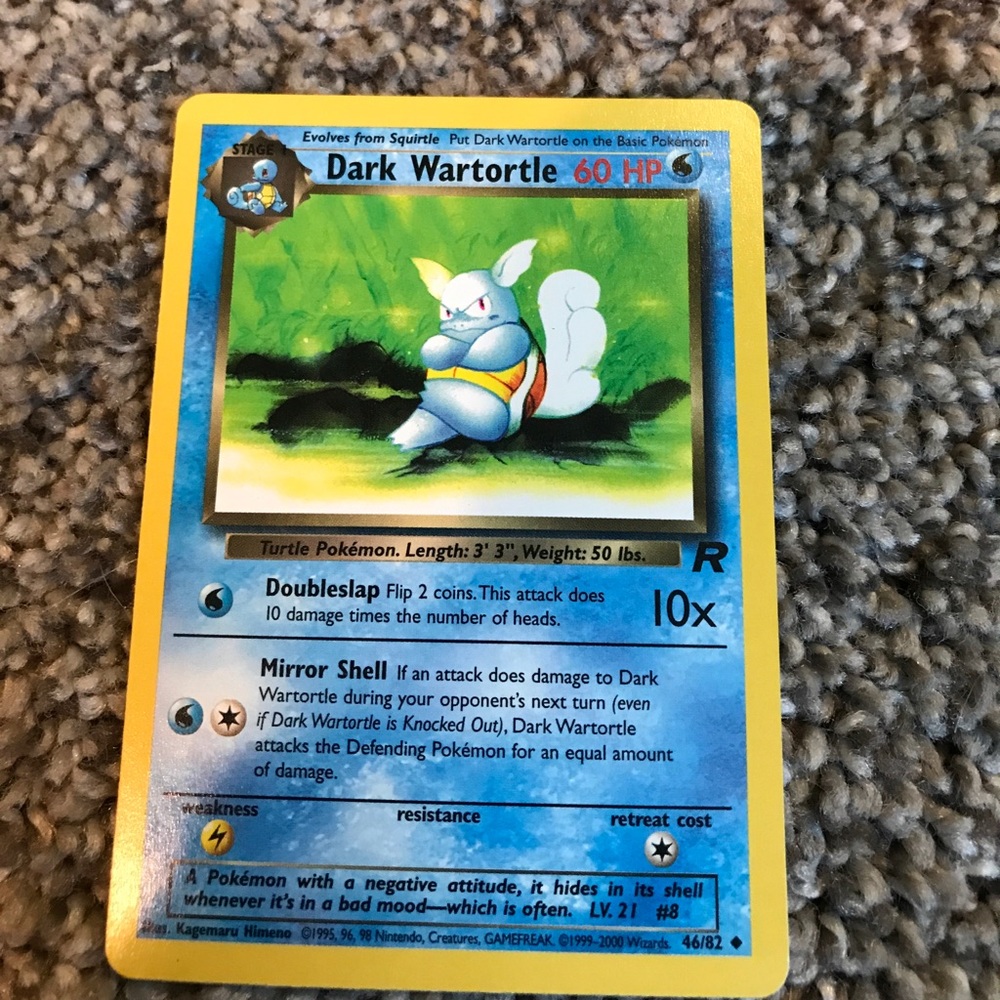 Evolves from Squirtle Put Dark Wartortle on the Basic Pokémon
STAGE 1
Dark Wartortle 60 HP
Turtle Pokémon. Length: 3' 3", Weight: 50 lbs.
R
Doubleslap Flip 2 coins. This attack does
10 damage times the number of heads.
10x
Mirror Shell If an attack does damage to Dark
Wartortle during your opponent's next turn (even
if Dark Wartortle is Knocked Out), Dark Wartortle
attacks the Defending Pokémon for an equal amount
of damage.
weakness resistance retreat cost
A Pokémon with a negative attitude, it hides in its shell
whenever it's in a bad mood—which is often. LV. 21 #8
Illus. Kagemaru Himeno ©1995, 96, 98 Nintendo, Creatures, GAMEFREAK. ©1999-2000 Wizards. 46/82